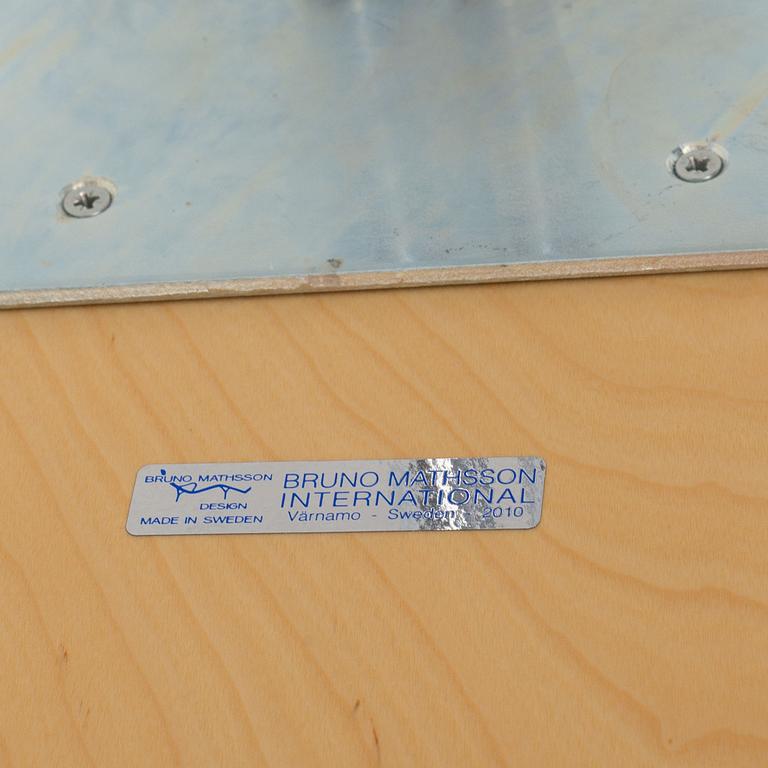 BRUNO MATHSSON
DESIGN
MADE IN SWEDEN
BRUNO MATHSSON
INTERNATIONAL
Värnamo - Sweden - 2010